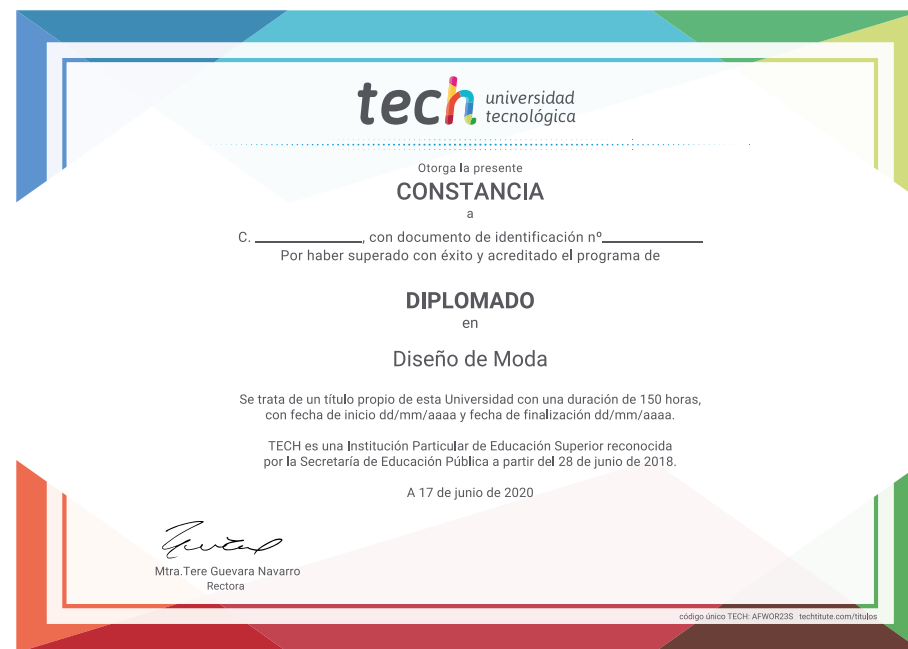 tech universidad
tecnológica
Otorga la presente
CONSTANCIA
a
C. ____________, con documento de identificación nº____________
Por haber superado con éxito y acreditado el programa de
DIPLOMADO
en
Diseño de Moda
Se trata de un título propio de esta Universidad con una duración de 150 horas,
con fecha de inicio dd/mm/aaaa y fecha de finalización dd/mm/aaaa.
TECH es una Institución Particular de Educación Superior reconocida
por la Secretaría de Educación Pública a partir del 28 de junio de 2018.
A 17 de junio de 2020
Mtra.Tere Guevara Navarro
Rectora
código único TECH: AFWOR23S techtitute.com/titulos